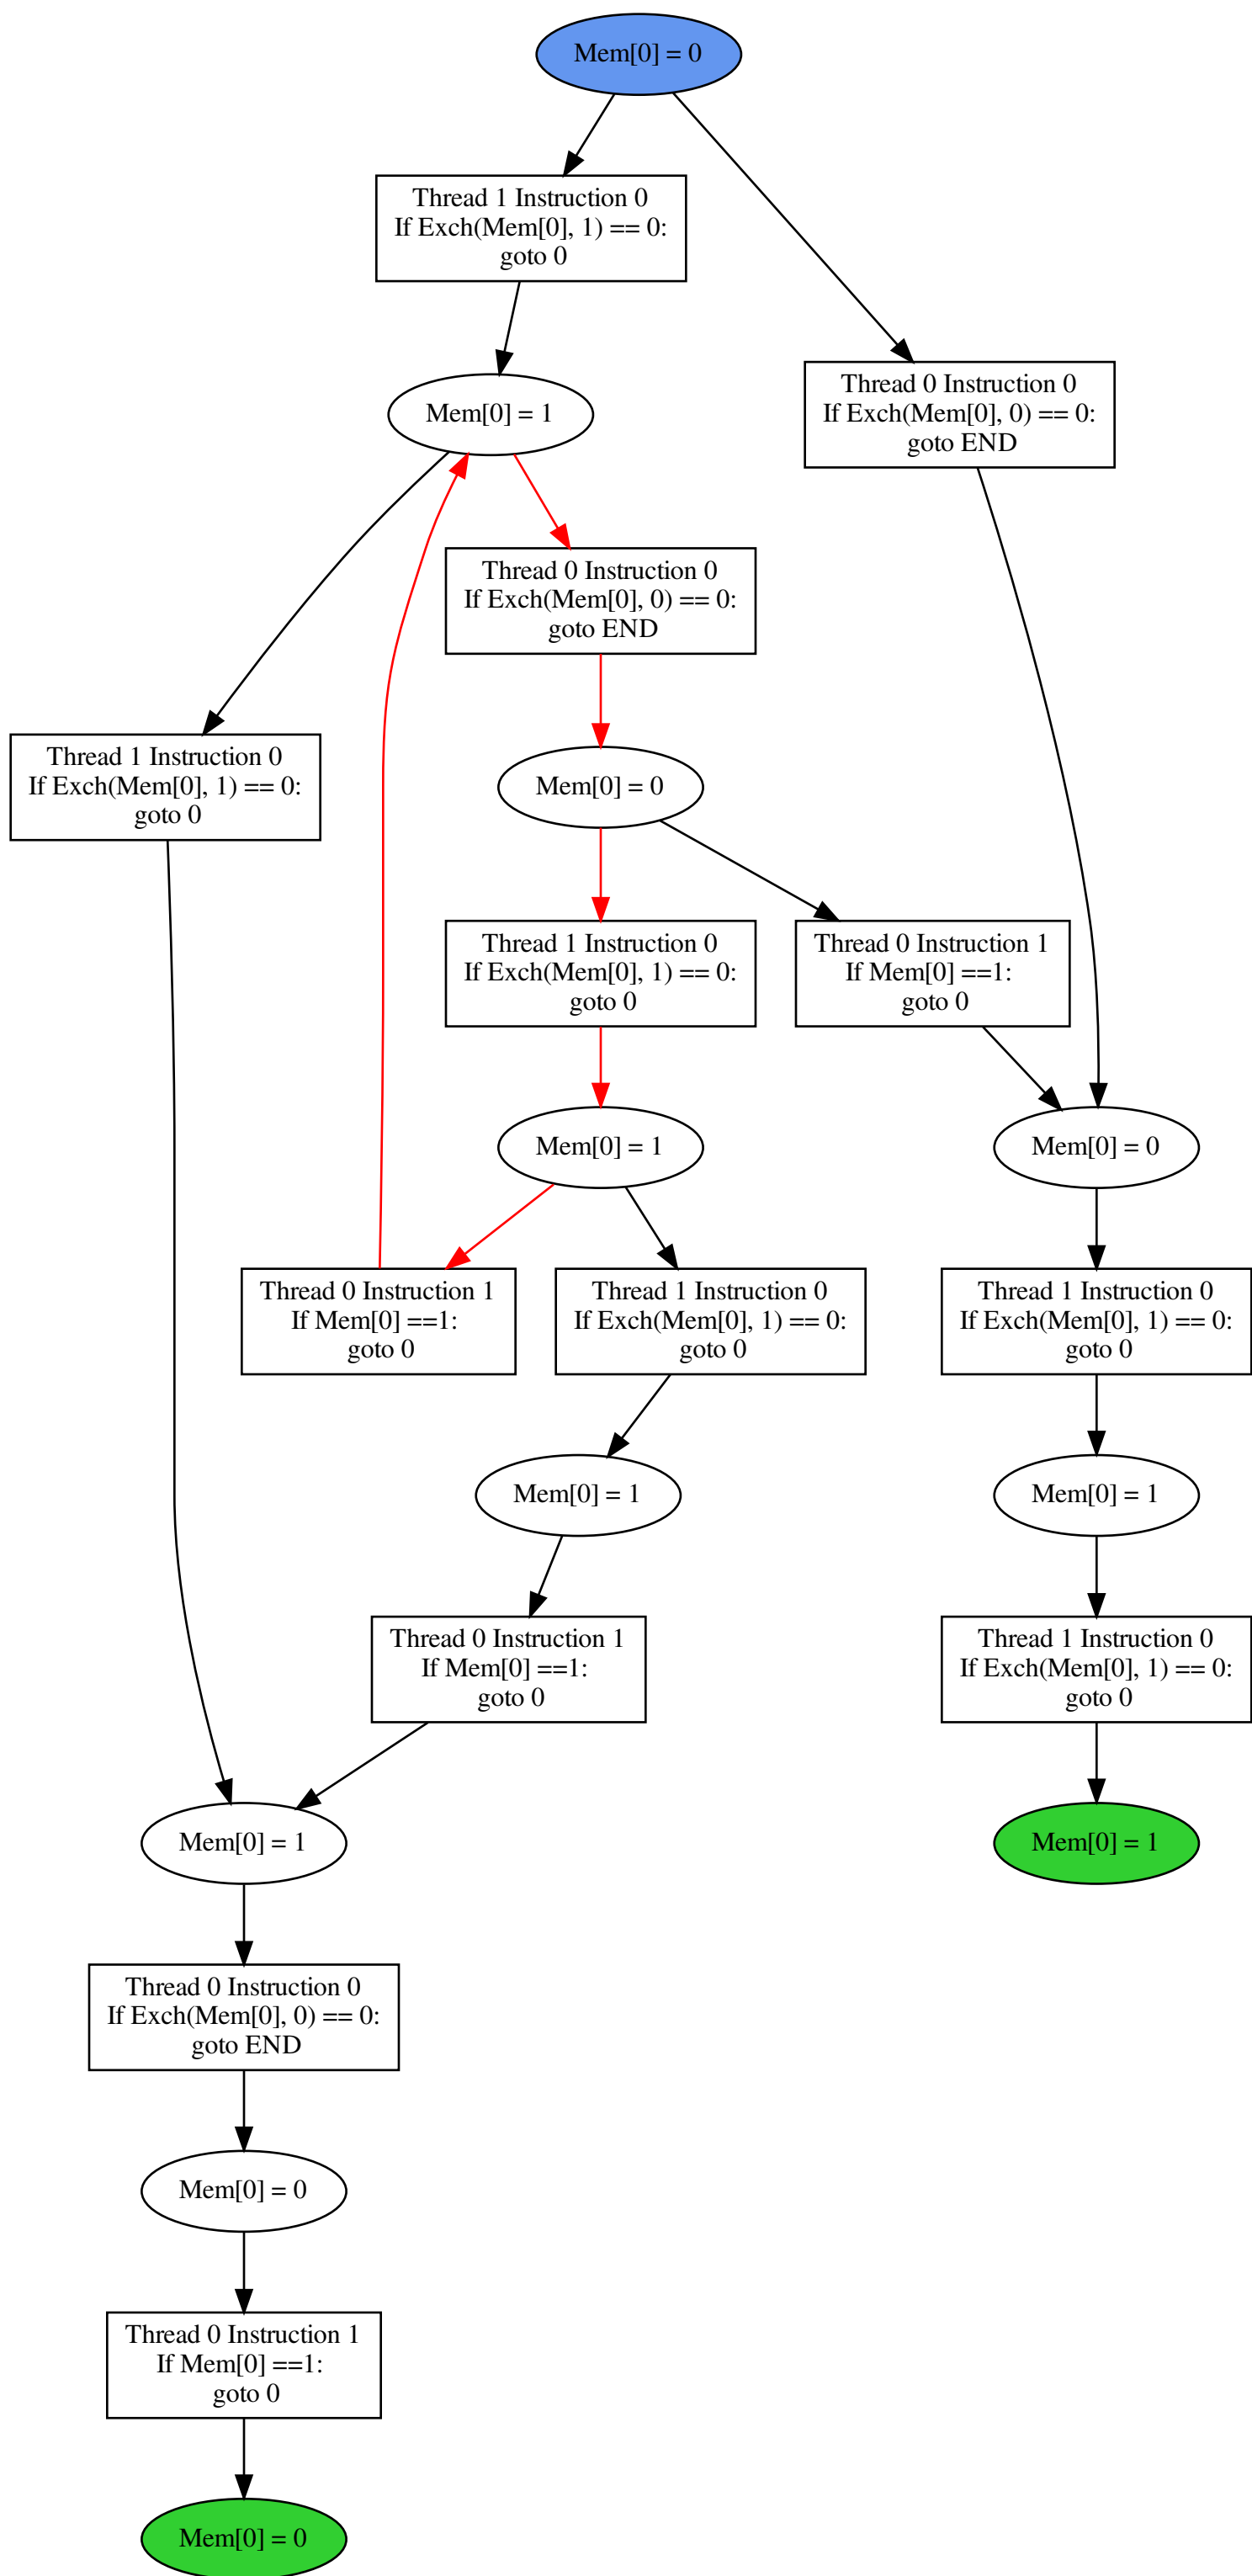 Mem[0] = 0
Thread 1 Instruction 0
If Exch(Mem[0], 1) == 0:
goto 0
Thread 0 Instruction 0
If Exch(Mem[0], 0) == 0:
goto END
Mem[0] = 1
Thread 0 Instruction 0
If Exch(Mem[0], 0) == 0:
goto END
Thread 1 Instruction 0
If Exch(Mem[0], 1) == 0:
goto 0
Mem[0] = 0
Thread 1 Instruction 0
If Exch(Mem[0], 1) == 0:
goto 0
Thread 0 Instruction 1
If Mem[0] ==1:
goto 0
Mem[0] = 1
Mem[0] = 0
Thread 0 Instruction 1
If Mem[0] ==1:
goto 0
Thread 1 Instruction 0
If Exch(Mem[0], 1) == 0:
goto 0
Thread 1 Instruction 0
If Exch(Mem[0], 1) == 0:
goto 0
Mem[0] = 1
Mem[0] = 1
Thread 0 Instruction 1
If Mem[0] ==1:
goto 0
Thread 1 Instruction 0
If Exch(Mem[0], 1) == 0:
goto 0
Mem[0] = 1
Mem[0] = 1
Thread 0 Instruction 0
If Exch(Mem[0], 0) == 0:
goto END
Mem[0] = 0
Thread 0 Instruction 1
If Mem[0] ==1:
goto 0
Mem[0] = 0